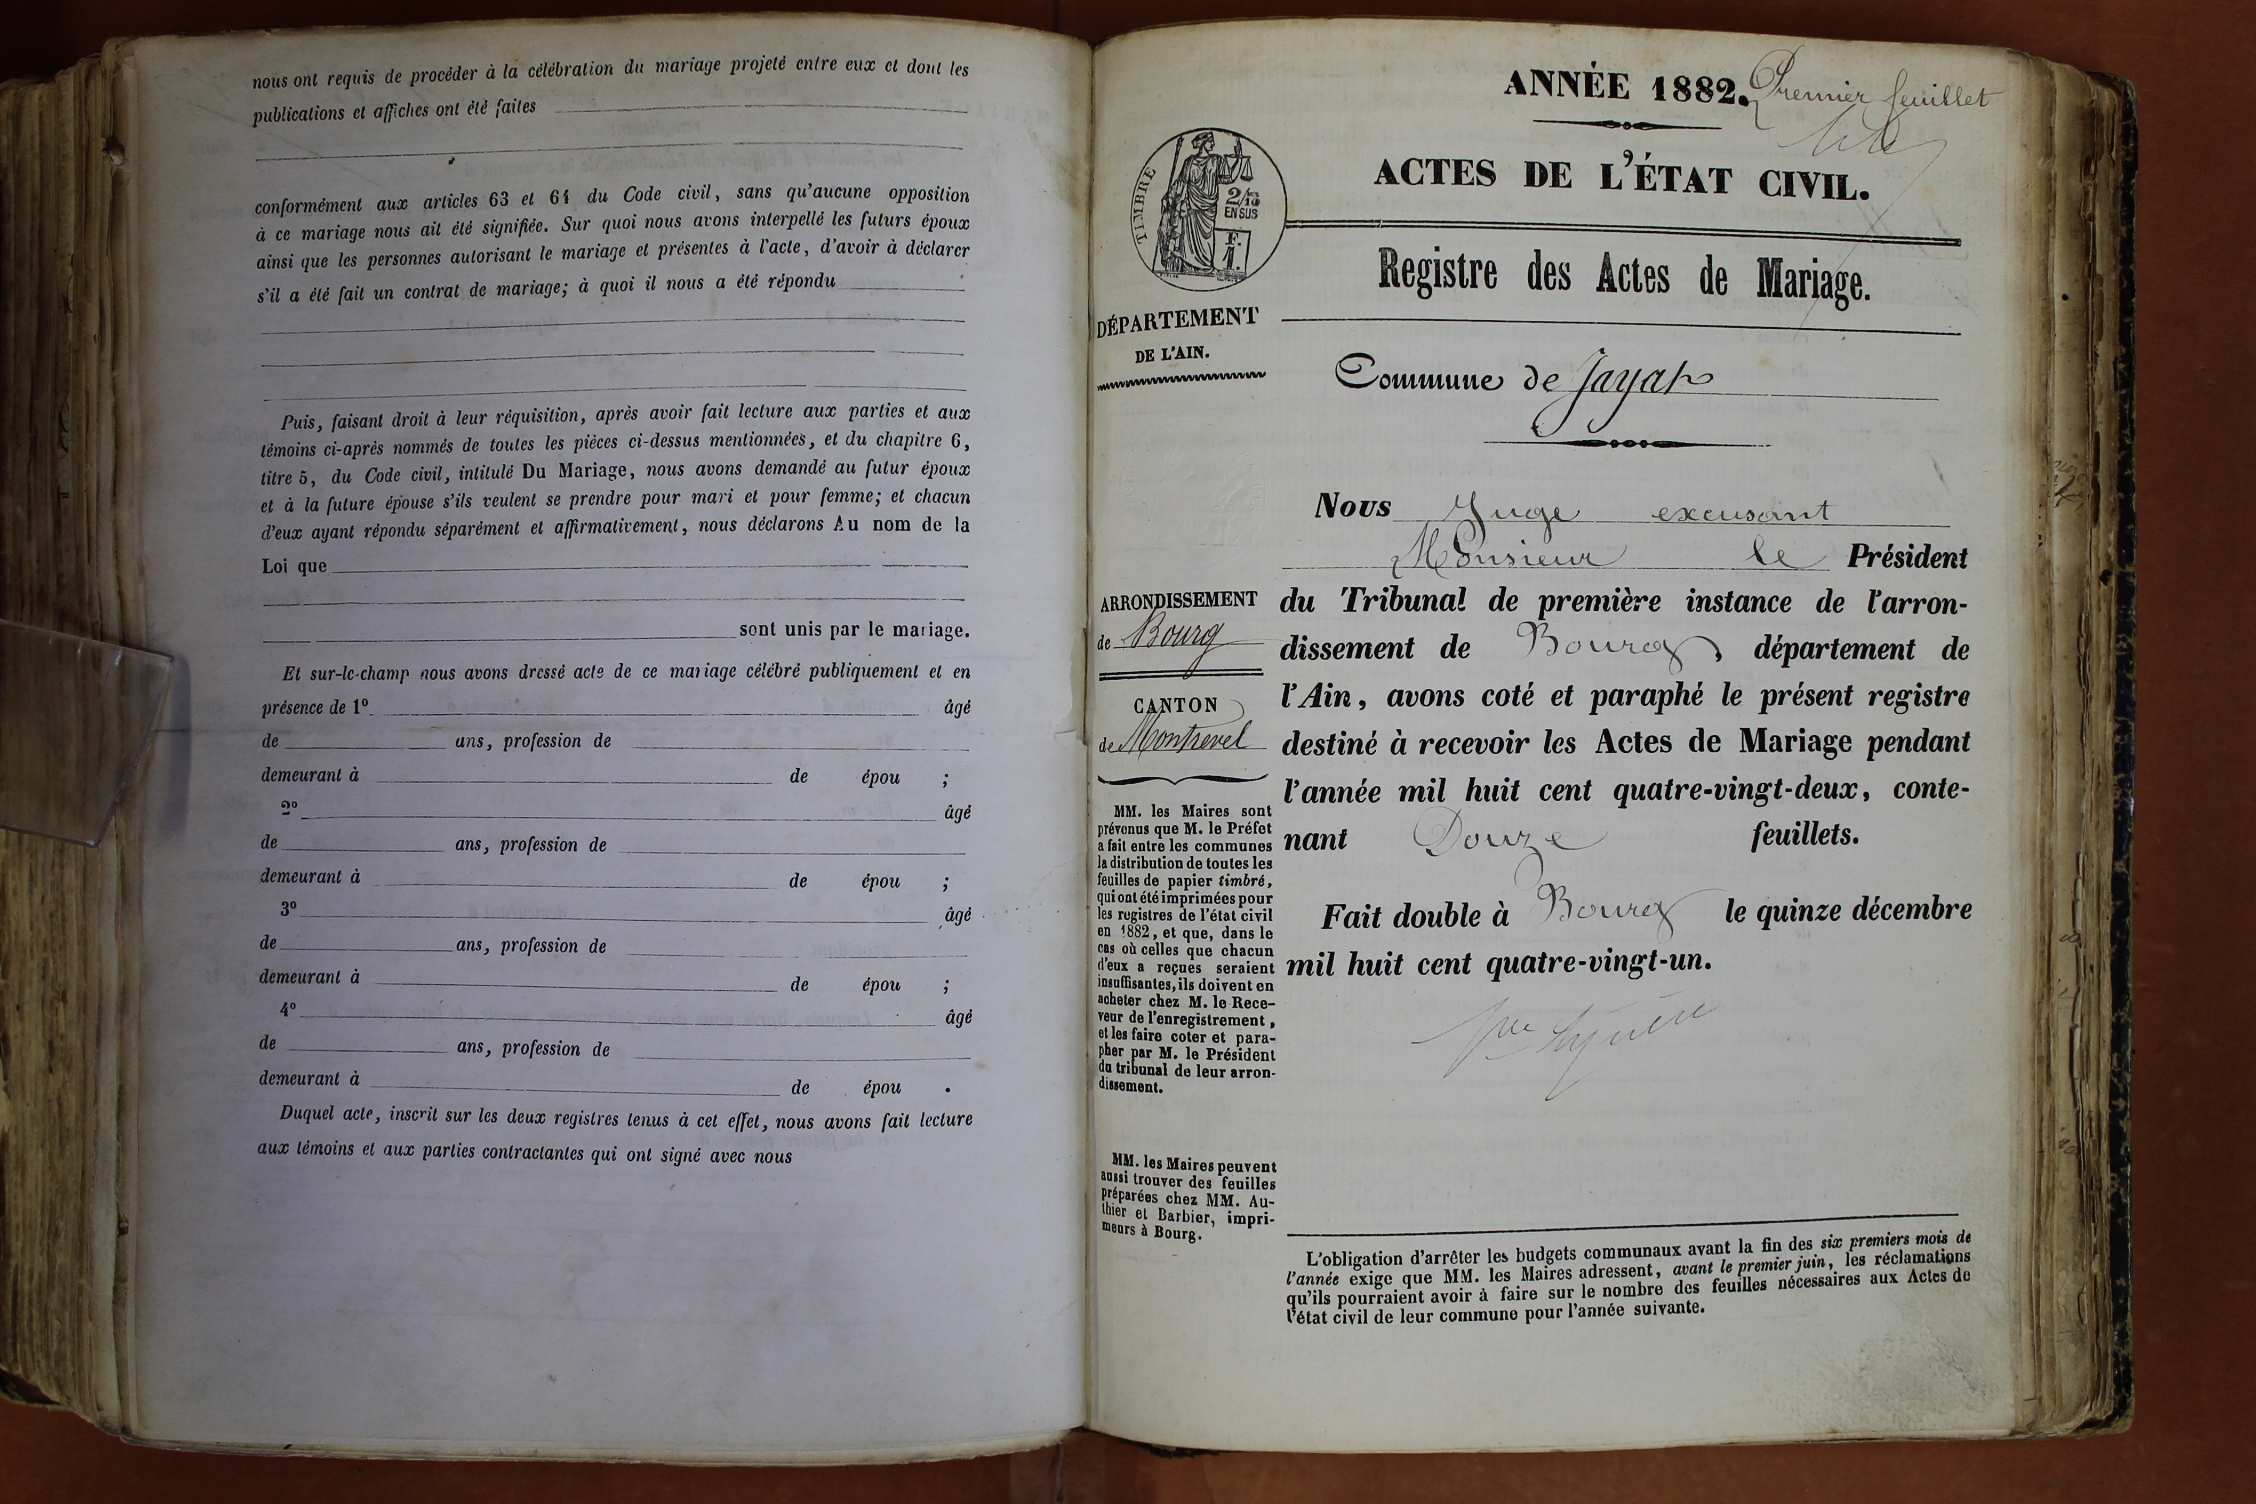 nous ont requis de procéder à la célébration du mariage projeté entre eux et dont les
publications et affiches ont été faites
conformément aux articles 63 et 64 du Code civil, sans qu'aucune opposition
à ce mariage nous ait été signifiée. Sur quoi nous avons interpellé les futurs époux
ainsi que les personnes autorisant le mariage et présentes à l'acte, d'avoir à déclarer
s'il a été fait un contrat de mariage; à quoi il nous a été répondu
Puis, faisant droit à leur réquisition, après avoir fait lecture aux parties et aux
témoins ci-après nommés de toutes les pièces ci-dessus mentionnées, et du chapitre 6,
titre 5, du Code civil, intitulé Du Mariage, nous avons demandé au futur époux
et à la future épouse s'ils veulent se prendre pour mari et pour femme; et chacun
d'eux ayant répondu séparément et affirmativement, nous déclarons Au nom de la
Loi que
sont unis par le mariage.
Et sur-le-champ nous avons dressé acte de ce mariage célébré publiquement et en
présence de 1º âgé
de ans, profession de
demeurant à de épou ;
2º âgé
de ans, profession de
demeurant à de épou ;
3º âgé
de ans, profession de
demeurant à de épou ;
4º âgé
de ans, profession de
demeurant à de épou .
Duquel acte, inscrit sur les deux registres tenus à cet effet, nous avons fait lecture
aux témoins et aux parties contractantes qui ont signé avec nous
ANNÉE 1882.
Premier feuillet
ACTES DE L'ÉTAT CIVIL.
TIMBRE
2/10
EN SUS
F.
1.
Registre des Actes de Mariage.
DÉPARTEMENT
DE L'AIN.
Commune de Jayat
Nous Juge excusant
Monsieur le Président
du Tribunal de première instance de l'arron-
dissement de Bourg, département de
l'Ain, avons coté et paraphé le présent registre
destiné à recevoir les Actes de Mariage pendant
l'année mil huit cent quatre-vingt-deux, conte-
nant Douze feuillets.
Fait double à Bourg le quinze décembre
mil huit cent quatre-vingt-un.
ARRONDISSEMENT
de Bourg
CANTON
de Montrevel
MM. les Maires sont
prévenus que M. le Préfet
a fait entre les communes
la distribution de toutes les
feuilles de papier timbré,
qui ont été imprimées pour
les registres de l'état civil
en 1882, et que, dans le
cas où celles que chacun
d'eux a reçues seraient
insuffisantes, ils doivent en
acheter chez M. le Rece-
veur de l'enregistrement,
et les faire coter et para-
pher par M. le Président
du tribunal de leur arron-
dissement.
MM. les Maires peuvent
aussi trouver des feuilles
préparées chez MM. Au-
thier et Barbier, impri-
meurs à Bourg.
L'obligation d'arrêter les budgets communaux avant la fin des six premiers mois de
l'année exige que MM. les Maires adressent, avant le premier juin, les réclamations
qu'ils pourraient avoir à faire sur le nombre des feuilles nécessaires aux Actes de
l'état civil de leur commune pour l'année suivante.